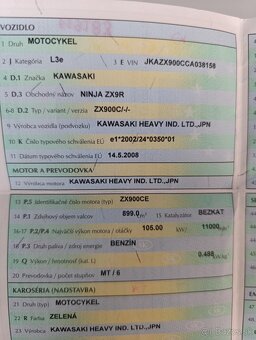 VOZIDLO
1 Druh MOTOCYKEL
2 J Kategória L3e 3 E VIN JKAZX900CCA038158
4 D.1 Značka KAWASAKI
5 D.3 Obchodný názov NINJA ZX9R
6-8 D.2 Typ / variant / verzia ZX900C/-/-
9 Výrobca vozidla (podvozku) KAWASAKI HEAVY IND. LTD.,JPN
10 K Číslo typového schválenia EÚ e1*2002/24*0350*01
11 Dátum typového schválenia EÚ 14.5.2008
MOTOR A PREVODOVKA
12 Výrobca motora KAWASAKI HEAVY IND. LTD.,JPN
13 P.5 Identifikačné číslo motora (typ) ZX900CE
14 P.1 Zdvihový objem valcov 899.0 15 Katalyzátor BEZKAT
16-17 P.2/P.4 Najväčší výkon motora / otáčky 105.00 kW/ 11000
18 P.3 Druh paliva / zdroj energie BENZÍN
19 Q Výkon / hmotnosť 0.488
20 Prevodovka / počet stupňov MT / 6
KAROSÉRIA (NADSTAVBA)
21 Druh (typ) MOTOCYKEL
22 R Farba ZELENÁ
23 Výrobca KAWASAKI HEAVY IND. LTD.,JPN